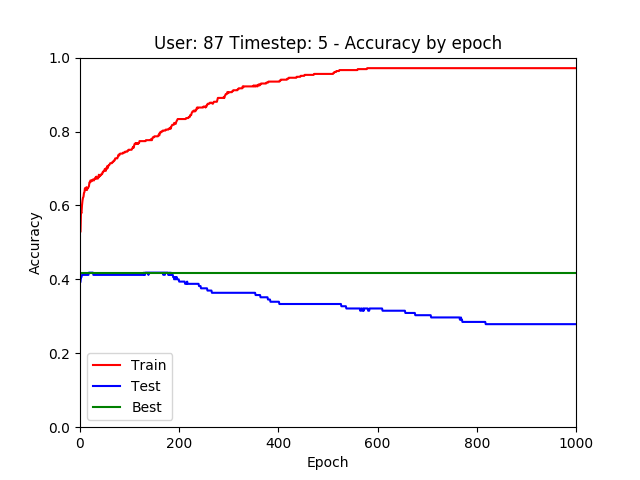 User: 87 Timestep: 5 - Accuracy by epoch
1.0
0.8
0.6
0.4
0.2
0.0
Accuracy
Train
Test
Best
0 200 400 600 800 1000
Epoch